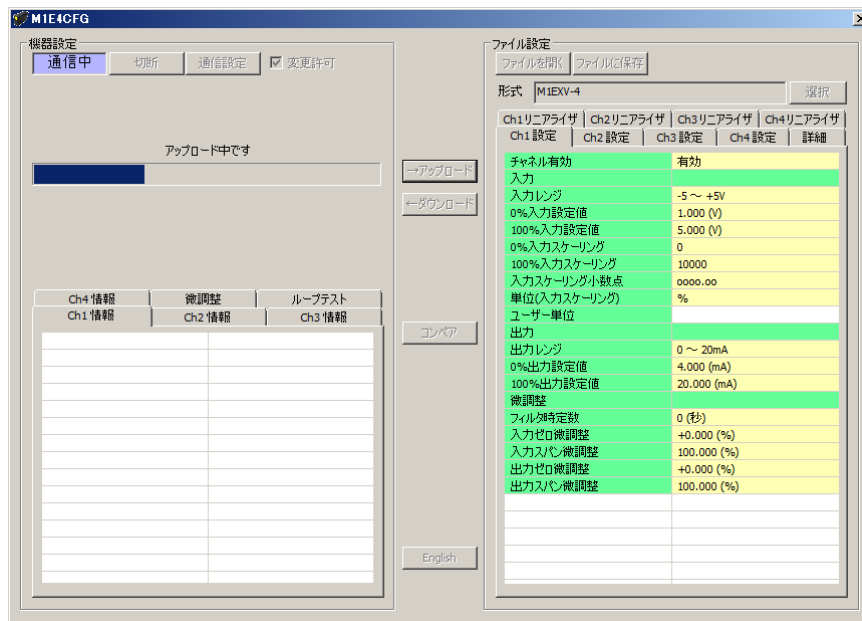 M1E4CFG
機器設定
通信中 切断 通信設定 変更許可
アップロード中です
Ch4 情報 微調整 ループテスト
Ch1 情報 Ch2 情報 Ch3 情報
→アップロード
←ダウンロード
コンペア
English
ファイル設定
ファイルを開く ファイルに保存
形式 M1EXV-4 選択
Ch1リニアライザ Ch2リニアライザ Ch3リニアライザ Ch4リニアライザ
Ch1 設定 Ch2 設定 Ch3 設定 Ch4 設定 詳細
チャネル有効 有効
入力
入力レンジ -5 ～ +5V
0%入力設定値 1.000 (V)
100%入力設定値 5.000 (V)
0%入力スケーリング 0
100%入力スケーリング 10000
入力スケーリング小数点 oooo.oo
単位(入力スケーリング) %
ユーザー単位
出力
出力レンジ 0 ～ 20mA
0%出力設定値 4.000 (mA)
100%出力設定値 20.000 (mA)
微調整
フィルタ時定数 0 (秒)
入力ゼロ微調整 +0.000 (%)
入力スパン微調整 100.000 (%)
出力ゼロ微調整 +0.000 (%)
出力スパン微調整 100.000 (%)